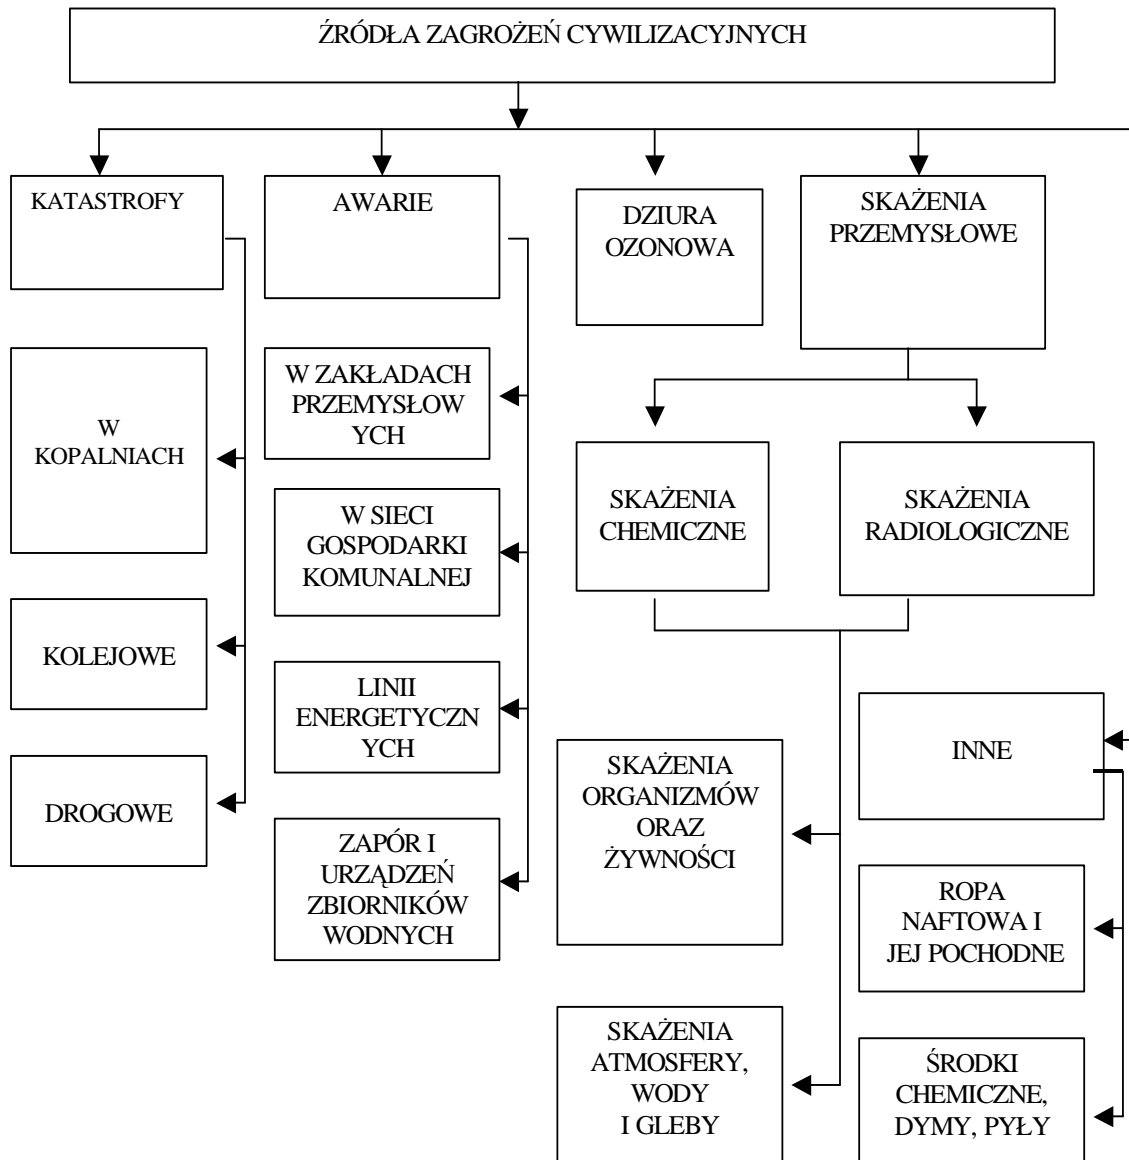 ŹRÓDŁA ZAGROŻEŃ CYWILIZACYJNYCH
KATASTROFY
AWARIE
DZIURA
OZONOWA
SKAŻENIA
PRZEMYSŁOWE
W
KOPALNIACH
KOLEJOWE
DROGOWE
W ZAKŁADACH
PRZEMYSŁOW
YCH
W SIECI
GOSPODARKI
KOMUNALNEJ
LINII
ENERGETYCZN
YCH
ZAPÓR I
URZĄDZEŃ
ZBIORNIKÓW
WODNYCH
SKAŻENIA
CHEMICZNE
SKAŻENIA
RADIOLOGICZNE
SKAŻENIA
ORGANIZMÓW
ORAZ
ŻYWNOŚCI
SKAŻENIA
ATMOSFERY,
WODY
I GLEBY
INNE
ROPA
NAFTOWA I
JEJ POCHODNE
ŚRODKI
CHEMICZNE,
DYMY, PYŁY